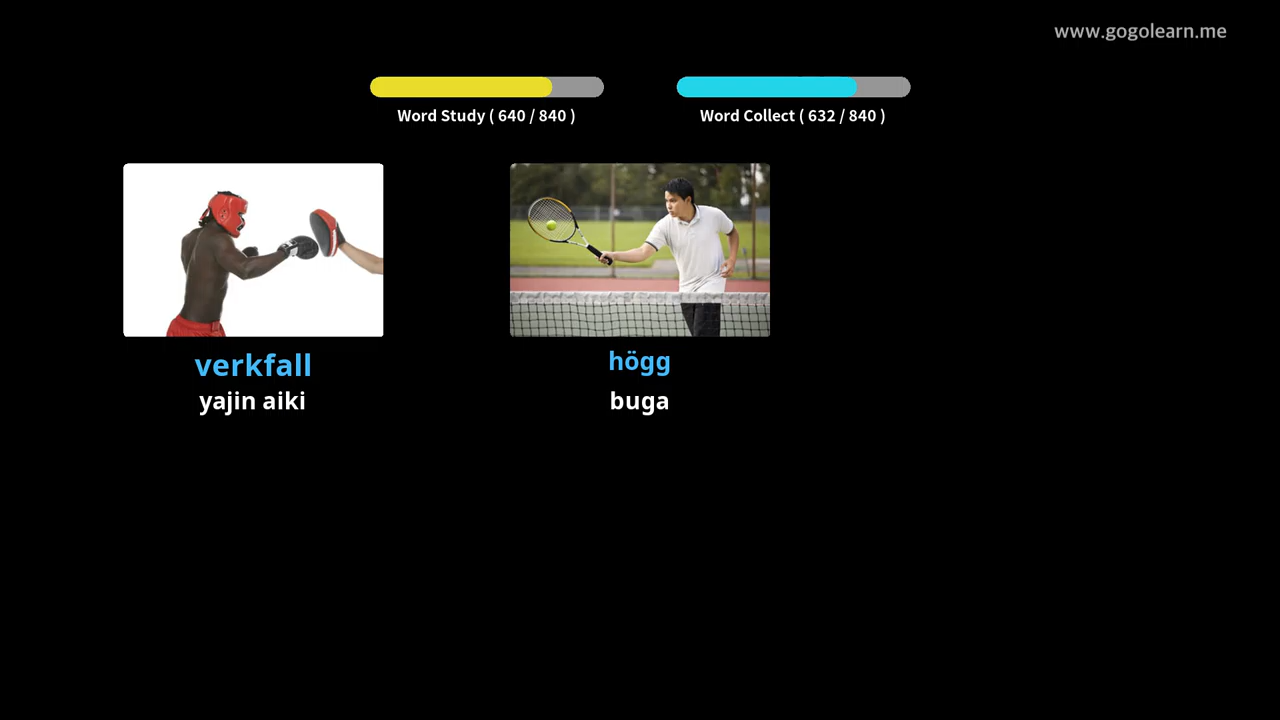 www.gogolearn.me
Word Study ( 640 / 840 )
Word Collect ( 632 / 840 )
verkfall
yajin aiki
högg
buga